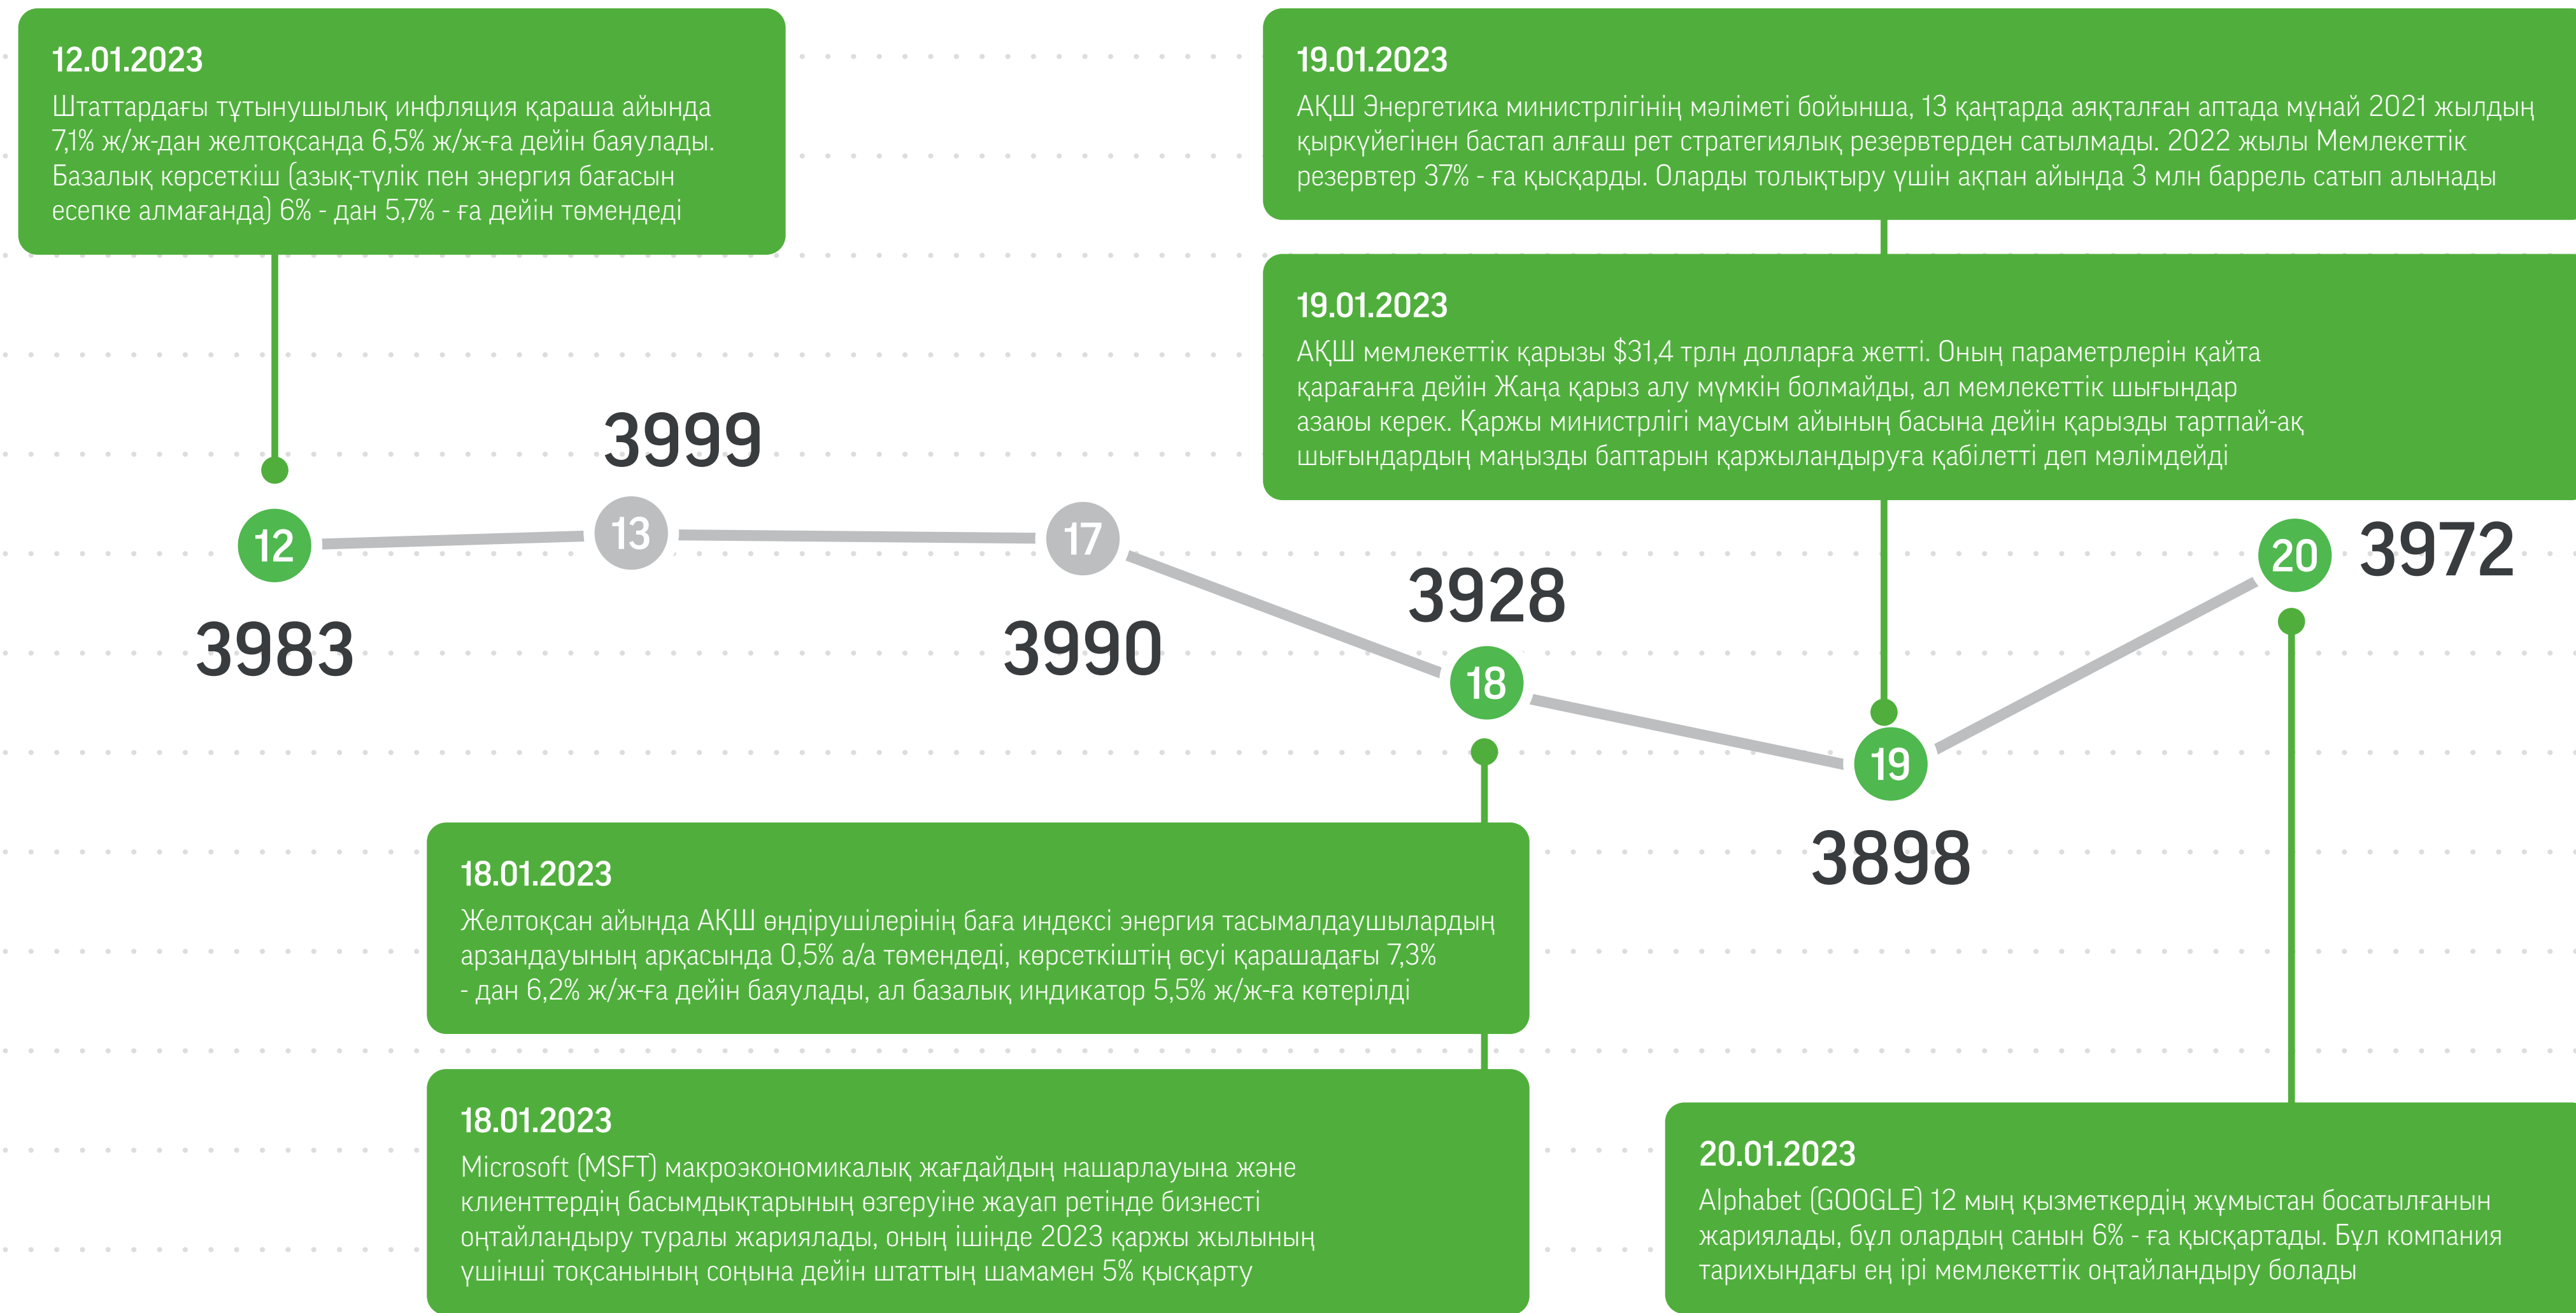 12.01.2023
Штаттардағы тұтынушылық инфляция қараша айында
7,1% ж/ж-дан желтоқсанда 6,5% ж/ж-ға дейін баяулады.
Базалық көрсеткіш (азық-түлік пен энергия бағасын
есепке алмағанда) 6% - дан 5,7% - ға дейін төмендеді
19.01.2023
АҚШ Энергетика министрлігінің мәліметі бойынша, 13 қаңтарда аяқталған аптада мұнай 2021 жылдың
қыркүйегінен бастап алғаш рет стратегиялық резервтерден сатылмады. 2022 жылы Мемлекеттік
резервтер 37% - ға қысқарды. Оларды толықтыру үшін ақпан айында 3 млн баррель сатып алынады
19.01.2023
АҚШ мемлекеттік қарызы $31,4 трлн долларға жетті. Оның параметрлерін қайта
қарағанға дейін Жаңа қарыз алу мүмкін болмайды, ал мемлекеттік шығындар
азаюы керек. Қаржы министрлігі маусым айының басына дейін қарызды тартпай-ақ
шығындардың маңызды баптарын қаржыландыруға қабілетті деп мәлімдейді
12
3983
13
3999
17
3990
18
3928
19
3898
20
3972
18.01.2023
Желтоқсан айында АҚШ өндірушілерінің баға индексі энергия тасымалдаушылардың
арзандауының арқасында 0,5% а/а төмендеді, көрсеткіштің өсуі қарашадағы 7,3%
- дан 6,2% ж/ж-ға дейін баяулады, ал базалық индикатор 5,5% ж/ж-ға көтерілді
18.01.2023
Microsoft (MSFT) макроэкономикалық жағдайдың нашарлауына және
клиенттердің басымдықтарының өзгеруіне жауап ретінде бизнесті
оңтайландыру туралы жариялады, оның ішінде 2023 қаржы жылының
үшінші тоқсанының соңына дейін штаттың шамамен 5% қысқарту
20.01.2023
Alphabet (GOOGLE) 12 мың қызметкердің жұмыстан босатылғанын
жариялады, бұл олардың санын 6% - ға қысқартады. Бұл компания
тарихындағы ең ірі мемлекеттік оңтайландыру болады